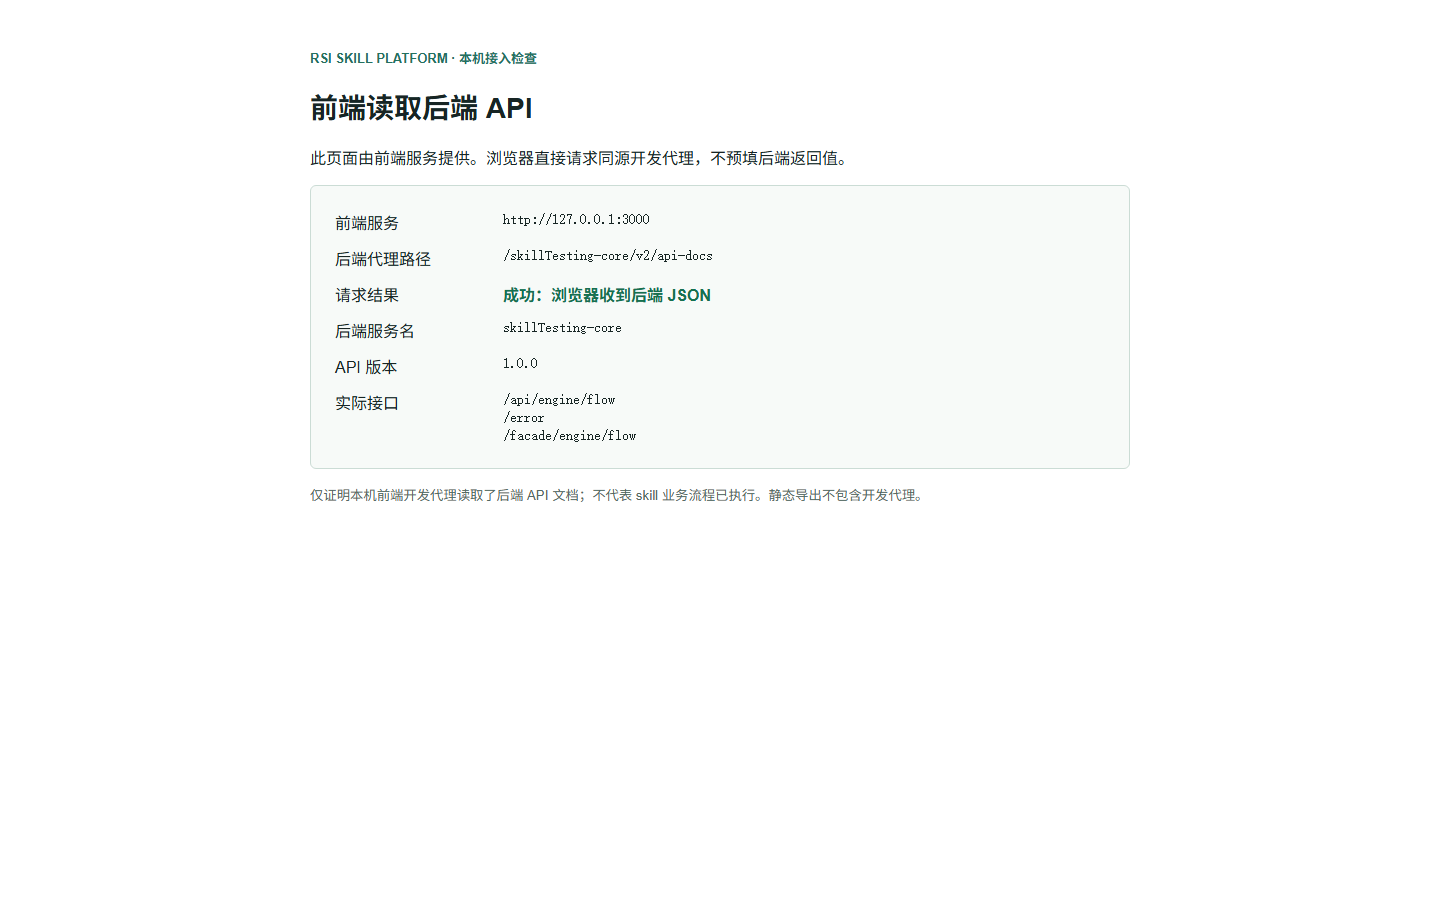 RSI SKILL PLATFORM · 本机接入检查
前端读取后端 API
此页面由前端服务提供。浏览器直接请求同源开发代理，不预填后端返回值。
前端服务 http://127.0.0.1:3000
后端代理路径 /skillTesting-core/v2/api-docs
请求结果 成功：浏览器收到后端 JSON
后端服务名 skillTesting-core
API 版本 1.0.0
实际接口 /api/engine/flow
/error
/facade/engine/flow
仅证明本机前端开发代理读取了后端 API 文档；不代表 skill 业务流程已执行。静态导出不包含开发代理。